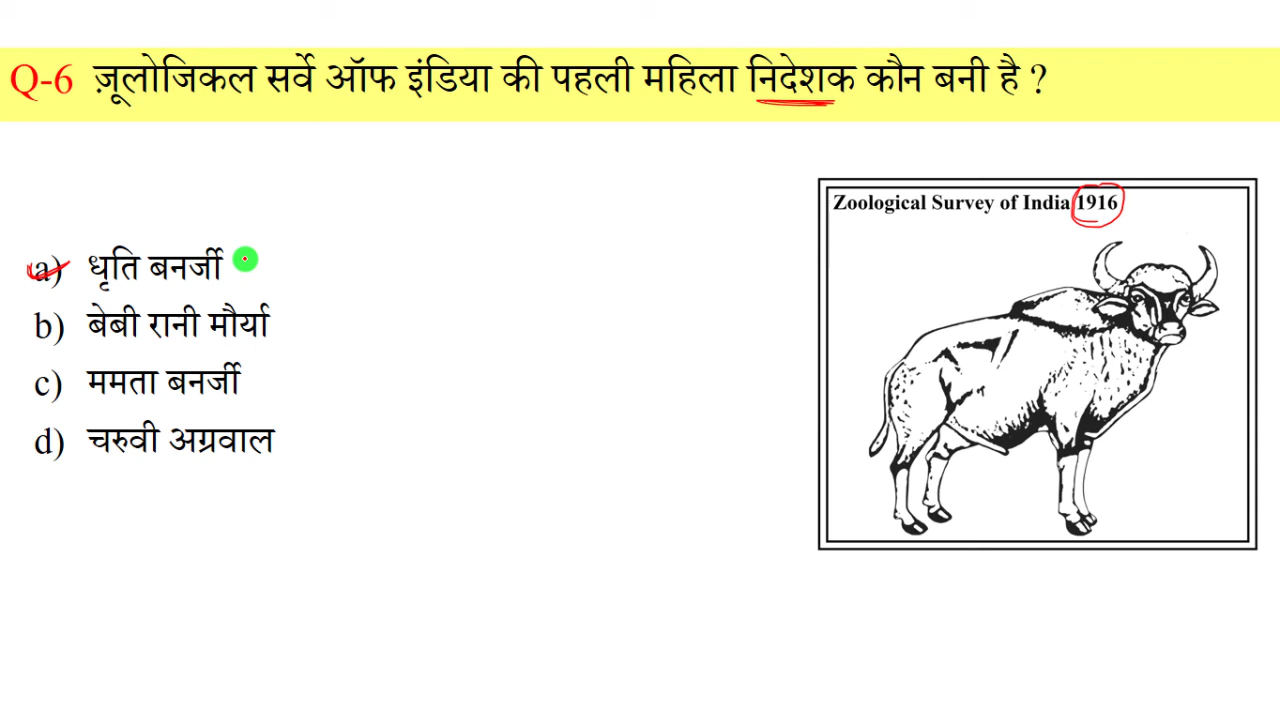 Q-6 ज़ूलोजिकल सर्वे ऑफ इंडिया की पहली महिला निदेशक कौन बनी है ?
Zoological Survey of India 1916
a) धृति बनर्जी
b) बेबी रानी मौर्या
c) ममता बनर्जी
d) चरुवी अग्रवाल